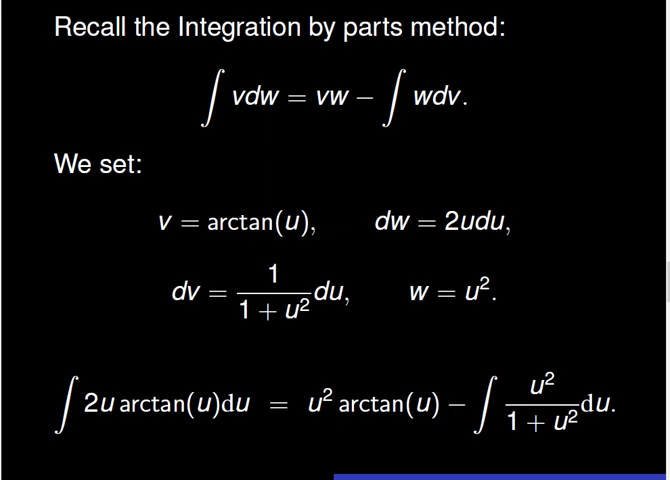 Recall the Integration by parts method:
∫ vdw = vw − ∫ wdv.
We set:
v = arctan(u), dw = 2udu,
dv = 1/(1 + u²) du, w = u².
∫ 2u arctan(u)du = u² arctan(u) − ∫ u²/(1 + u²) du.